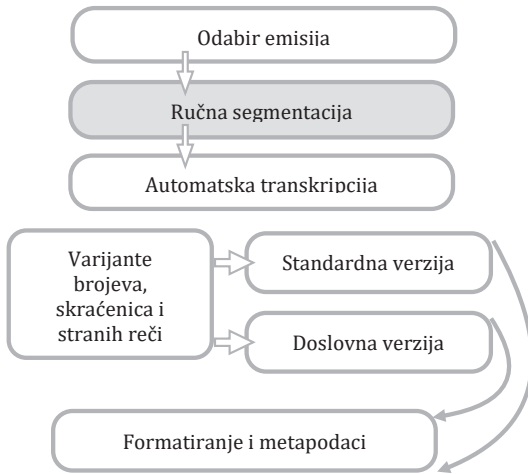 Odabir emisija
Ručna segmentacija
Automatska transkripcija
Varijante
brojeva,
skraćenica i
stranih reči
Standardna verzija
Doslovna verzija
Formatiranje i metapodaci